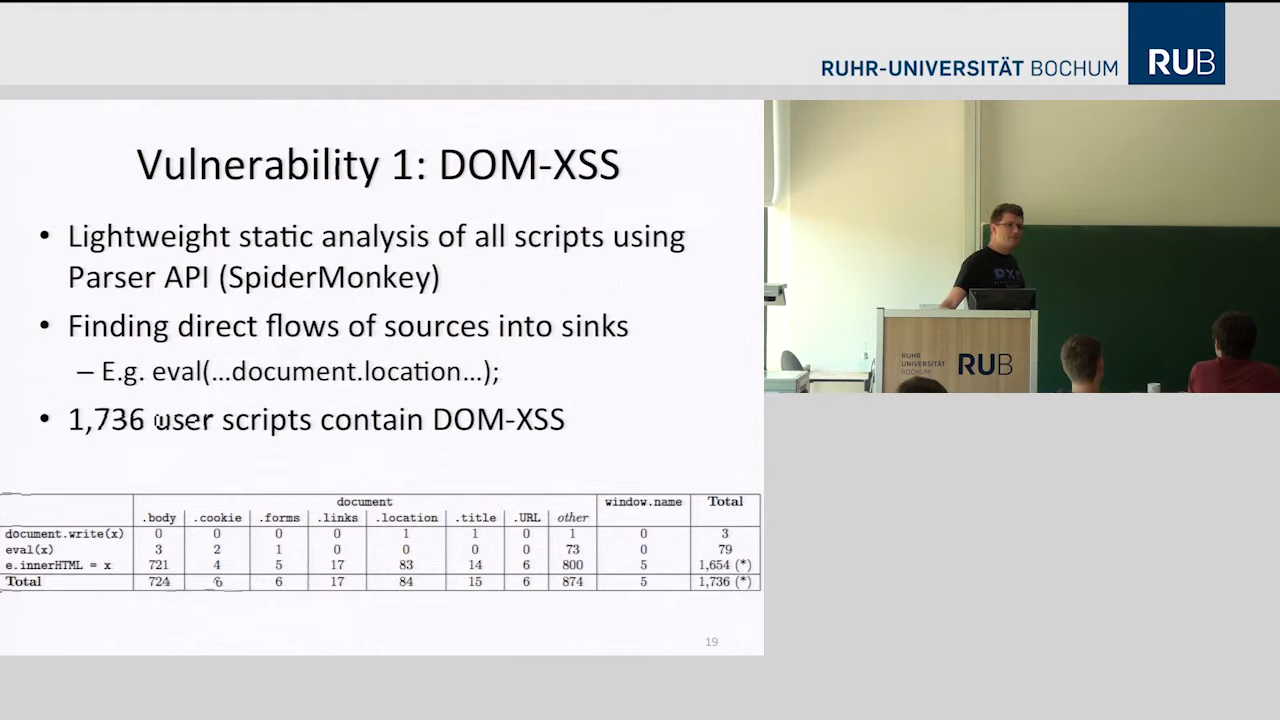 RUHR-UNIVERSITÄT BOCHUM RUB
Vulnerability 1: DOM-XSS
• Lightweight static analysis of all scripts using
Parser API (SpiderMonkey)
• Finding direct flows of sources into sinks
– E.g. eval(...document.location...);
• 1,736 user scripts contain DOM-XSS
document window.name Total
.body .cookie .forms .links .location .title .URL other
document.write(x) 0 0 0 0 1 1 0 1 0 3
eval(x) 3 2 1 0 0 0 0 73 0 79
e.innerHTML = x 721 4 5 17 83 14 6 800 5 1,654 (*)
Total 724 6 6 17 84 15 6 874 5 1,736 (*)
19
RUHR
UNIVERSITÄT
BOCHUM
RUB